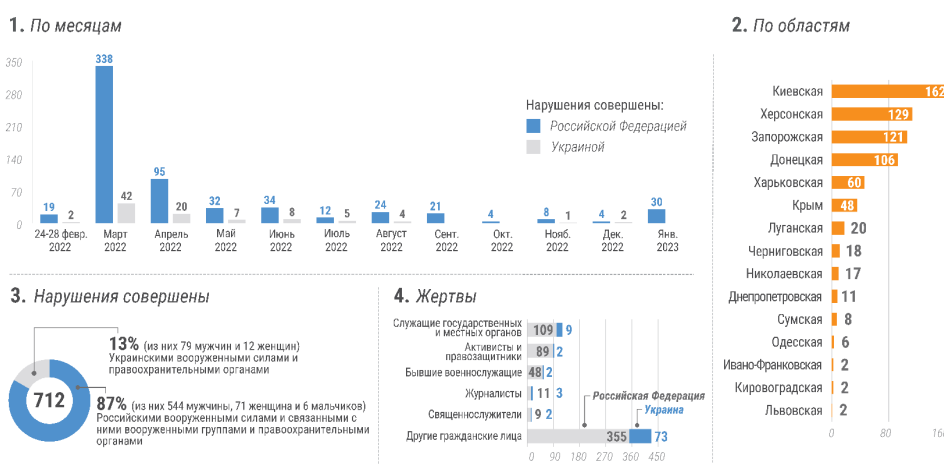 1. По месяцам
350
280
210
140
70
0
338
19
2
42
95
20
32
7
34
8
12
5
24
4
21
4
8
1
4
2
30
24-28 февр.
2022
Март
2022
Апрель
2022
Май
2022
Июнь
2022
Июль
2022
Август
2022
Сент.
2022
Окт.
2022
Нояб.
2022
Дек.
2022
Янв.
2023
Нарушения совершены:
Российской Федерацией
Украиной
2. По областям
Киевская 162
Херсонская 129
Запорожская 121
Донецкая 106
Харьковская 60
Крым 48
Луганская 20
Черниговская 18
Николаевская 17
Днепропетровская 11
Сумская 8
Одесская 6
Ивано-Франковская 2
Кировоградская 2
Львовская 2
0 80 160
3. Нарушения совершены
13% (из них 79 мужчин и 12 женщин)
Украинскими вооруженными силами и
правоохранительными органами
712
87% (из них 544 мужчины, 71 женщина и 6 мальчиков)
Российскими вооруженными силами и связанными с
ними вооруженными группами и правоохранительными
органами
4. Жертвы
Служащие государственных
и местных органов 109 9
Активисты и
правозащитники 89 2
Бывшие военнослужащие 48 2
Журналисты 11 3
Священнослужители 9 2
Другие гражданские лица 355 73
Российская Федерация
Украина
0 90 180 270 360 450